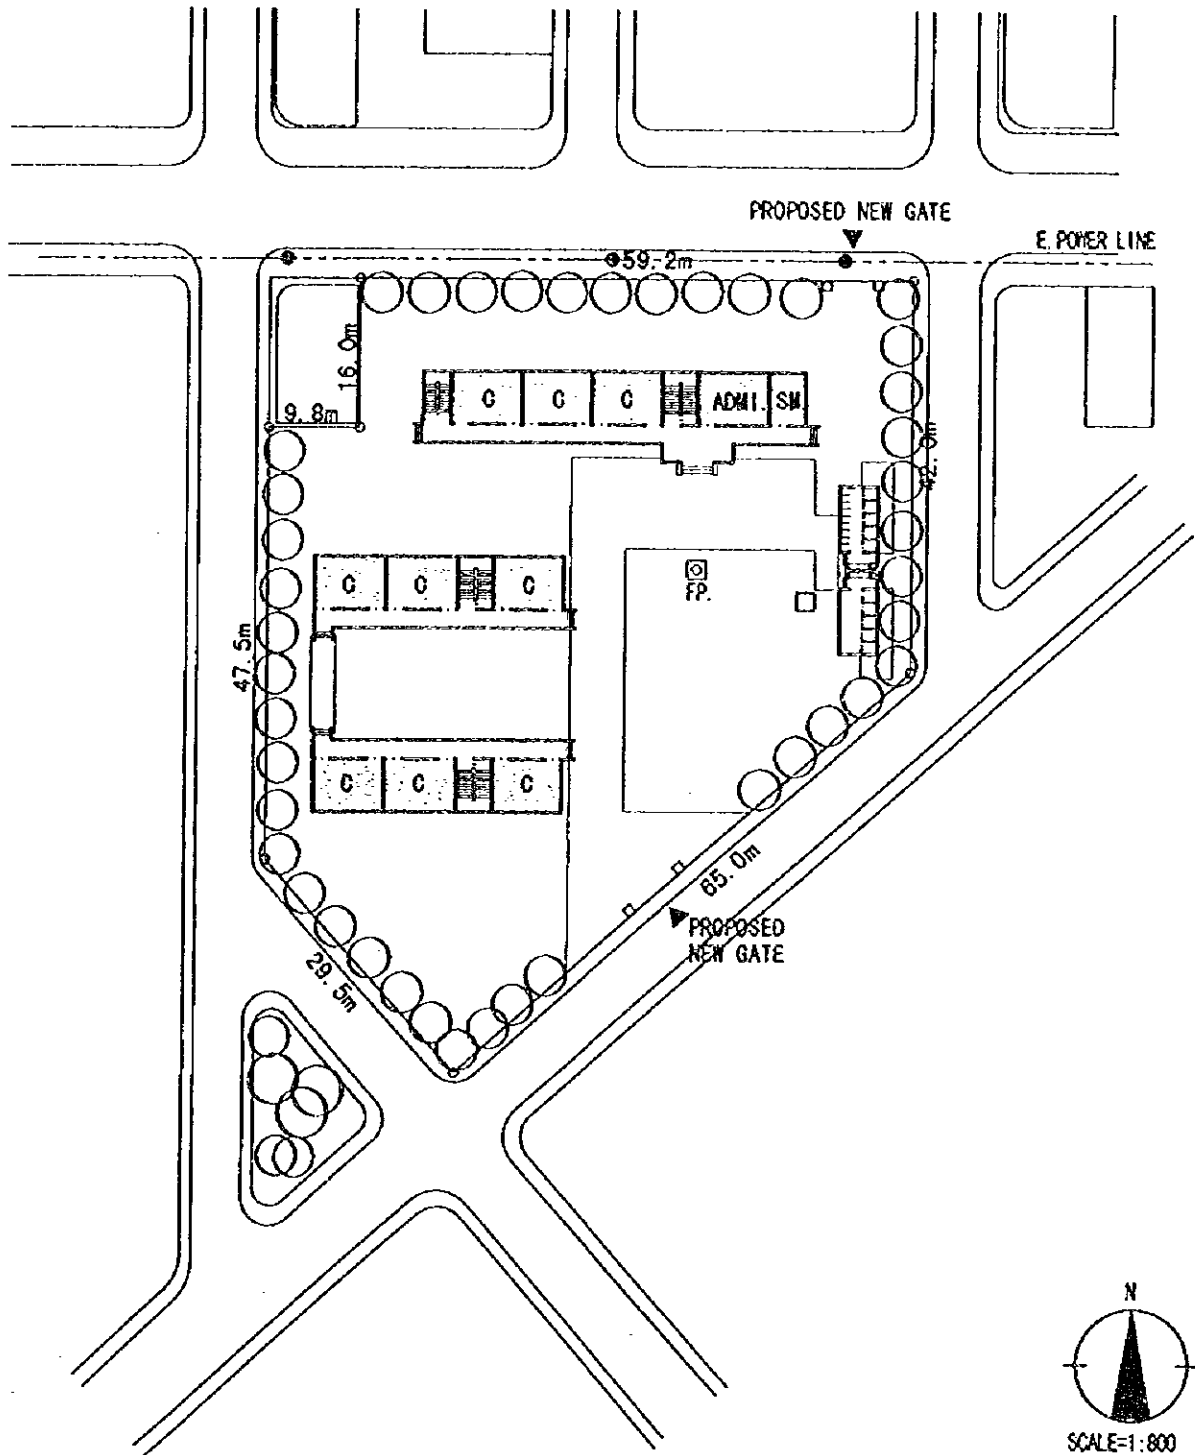 PROPOSED NEW GATE
E. POWER LINE
59.2m
16.0m
C
C
C
ADMI.
SM.
9.8m
42.0m
C
C
C
FP.
47.5m
C
C
C
65.0m
PROPOSED
NEW GATE
29.5m
N
SCALE=1:800